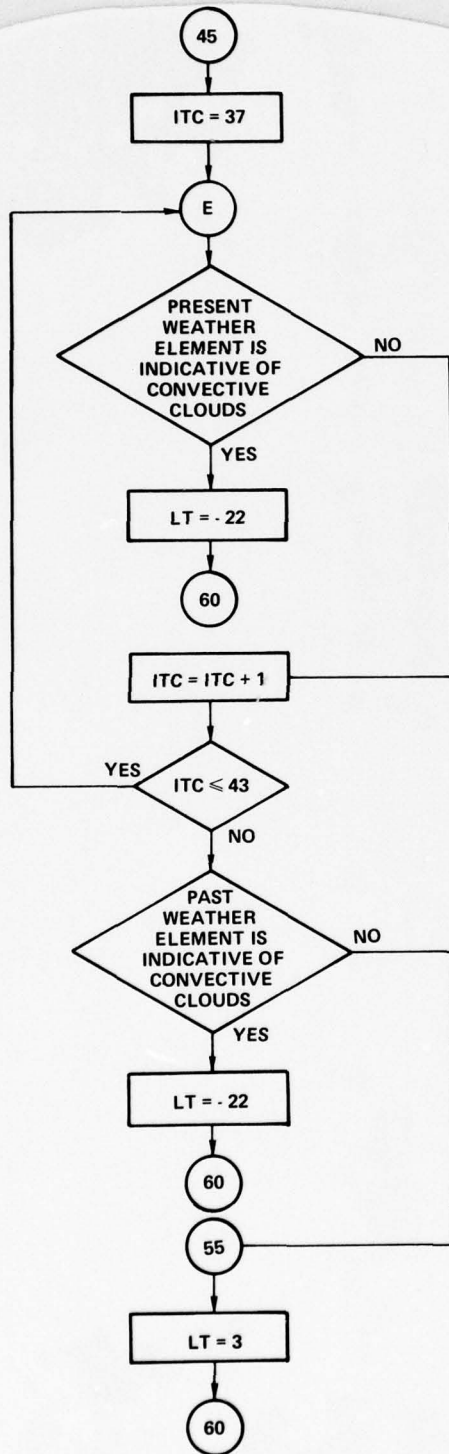 45
ITC = 37
E
PRESENT
WEATHER
ELEMENT IS
INDICATIVE OF
CONVECTIVE
CLOUDS
NO
YES
LT = - 22
60
ITC = ITC + 1
YES
ITC ≤ 43
NO
PAST
WEATHER
ELEMENT IS
INDICATIVE OF
CONVECTIVE
CLOUDS
NO
YES
LT = - 22
60
55
LT = 3
60